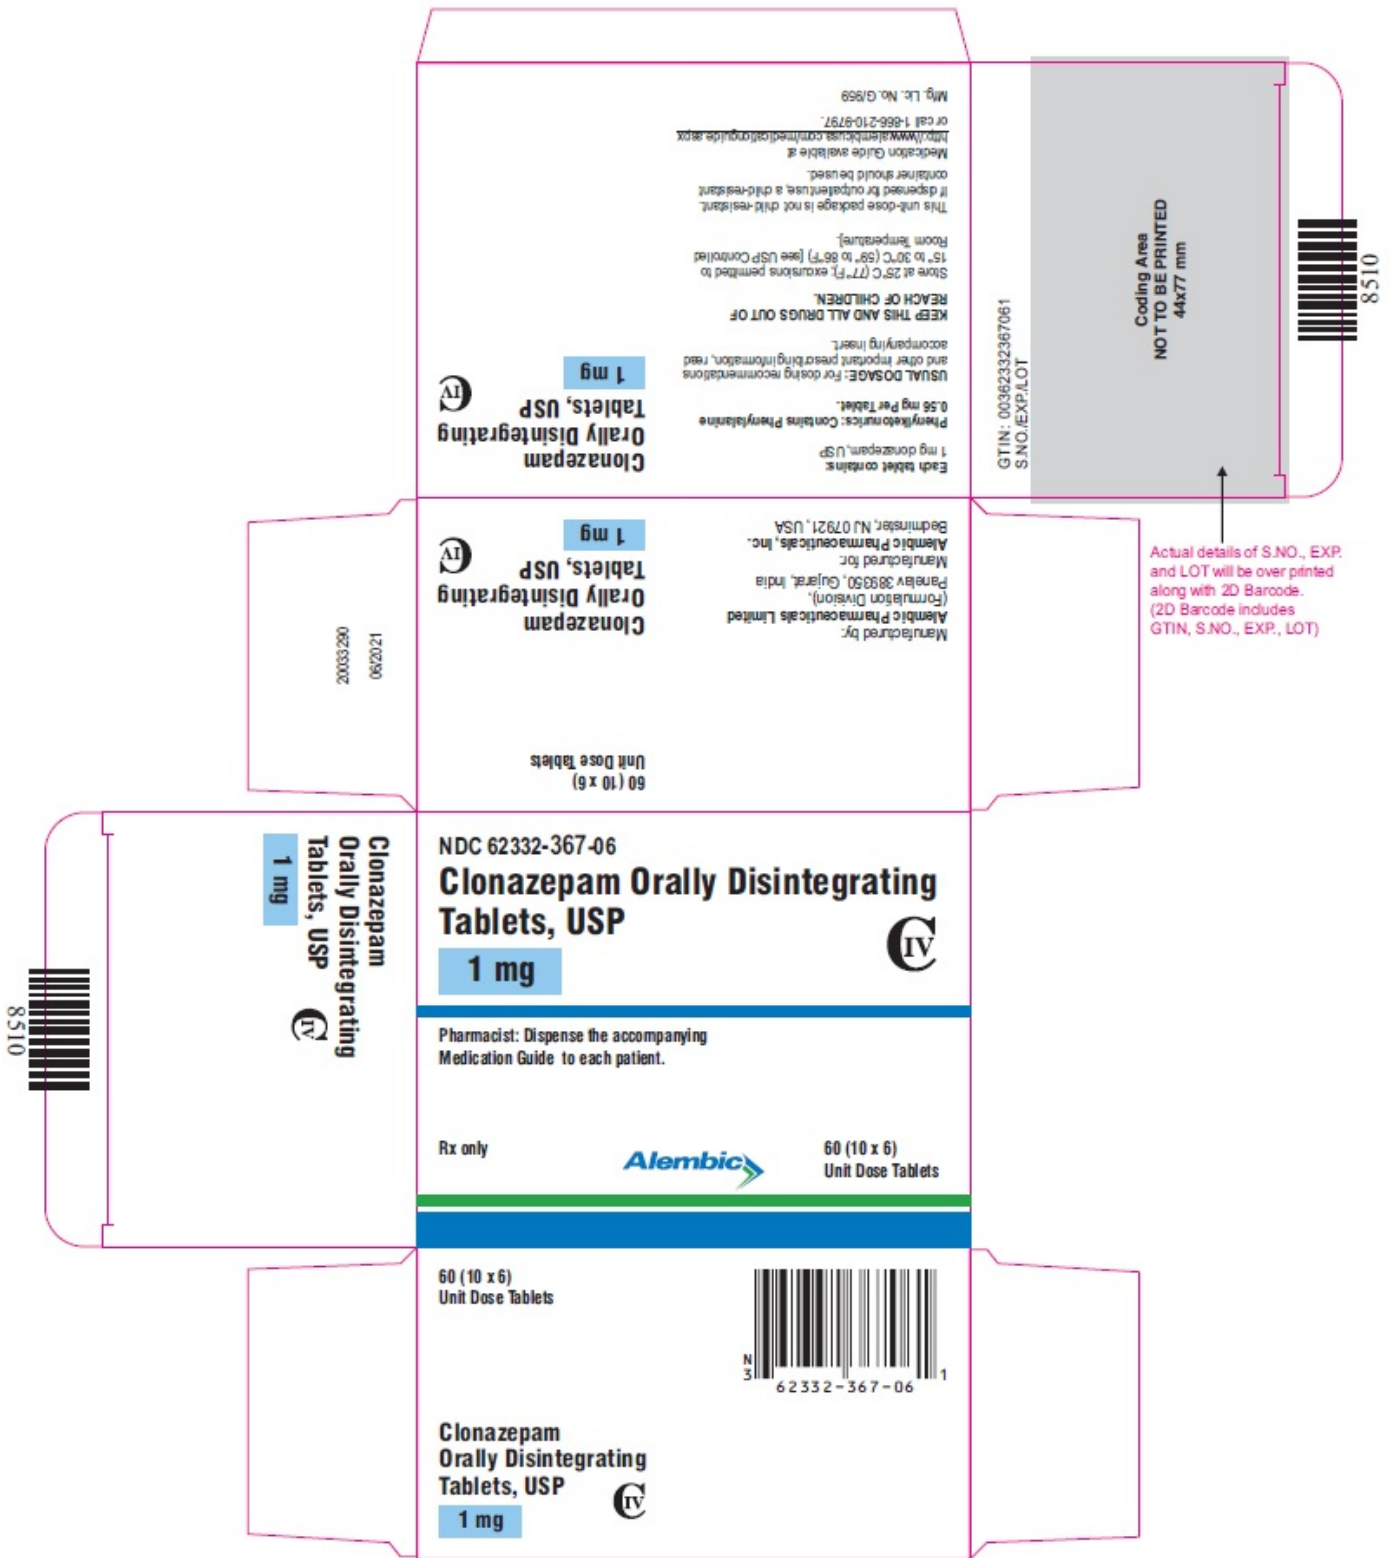 Each tablet contains:
1 mg clonazepam, USP
Phenylketonurics: Contains Phenylalanine
0.56 mg Per Tablet.
USUAL DOSAGE: For dosing recommendations
and other important prescribing information, read
accompanying insert.
KEEP THIS AND ALL DRUGS OUT OF
REACH OF CHILDREN.
Store at 25°C (77°F); excursions permitted to
15° to 30°C (59° to 86°F) [see USP Controlled
Room Temperature].
This unit-dose package is not child-resistant.
If dispensed for outpatient use, a child-resistant
container should be used.
Medication Guide available at
http://www.alembicusa.com/medicationguide.aspx
or call 1-866-210-9797.
Mfg. Lic. No. G/959
Clonazepam
Orally Disintegrating
Tablets, USP
CIV
1 mg
GTIN: 00362332367061
S.NO./EXP./LOT
Coding Area
NOT TO BE PRINTED
44x77 mm
8510
Actual details of S.NO., EXP.
and LOT will be over printed
along with 2D Barcode.
(2D Barcode includes
GTIN, S.NO., EXP., LOT)
Manufactured by:
Alembic Pharmaceuticals Limited
(Formulation Division),
Panelav 389350, Gujarat, India
Manufactured for:
Alembic Pharmaceuticals, Inc.
Bedminster, NJ 07921, USA
Clonazepam
Orally Disintegrating
Tablets, USP
CIV
1 mg
60 (10 x 6)
Unit Dose Tablets
20033290
06/2021
Clonazepam
Orally Disintegrating
Tablets, USP
CIV
1 mg
8510
NDC 62332-367-06
Clonazepam Orally Disintegrating
Tablets, USP
CIV
1 mg
Pharmacist: Dispense the accompanying
Medication Guide to each patient.
Rx only
Alembic
60 (10 x 6)
Unit Dose Tablets
60 (10 x 6)
Unit Dose Tablets
N
3 62332-367-06 1
Clonazepam
Orally Disintegrating
Tablets, USP
CIV
1 mg